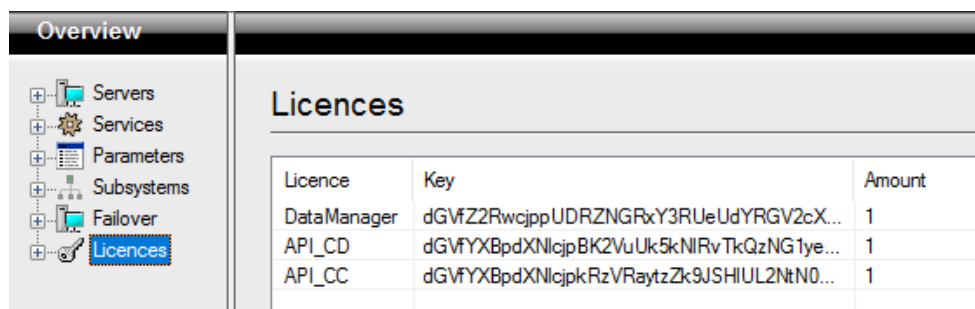 Overview
Servers
Services
Parameters
Subsystems
Failover
Licences
Licences
Licence Key Amount
DataManager dGVfZ2RwcjppUDRZNGRxY3RUeUdYRGV2cX... 1
API_CD dGVfYXBpdXNlcjpBK2VuUk5kNlRvTkQzNG1ye... 1
API_CC dGVfYXBpdXNlcjpkRzVRaytzZk9JSHlUL2NtN0... 1